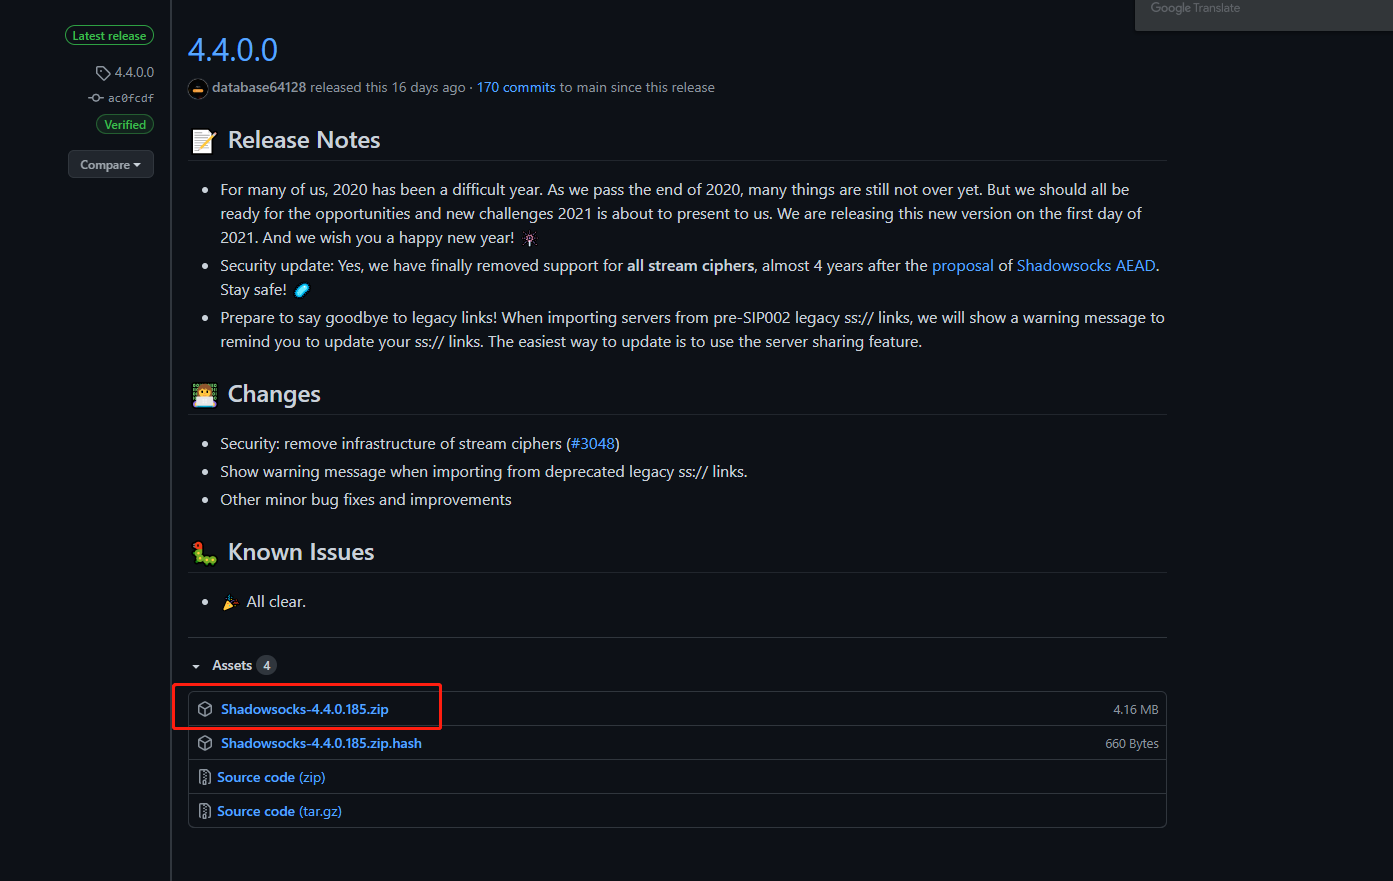 Google Translate
Latest release
4.4.0.0
ac0fcdf
Verified
Compare
4.4.0.0
database64128 released this 16 days ago · 170 commits to main since this release
Release Notes
For many of us, 2020 has been a difficult year. As we pass the end of 2020, many things are still not over yet. But we should all be
ready for the opportunities and new challenges 2021 is about to present to us. We are releasing this new version on the first day of
2021. And we wish you a happy new year!
Security update: Yes, we have finally removed support for all stream ciphers, almost 4 years after the proposal of Shadowsocks AEAD.
Stay safe!
Prepare to say goodbye to legacy links! When importing servers from pre-SIP002 legacy ss:// links, we will show a warning message to
remind you to update your ss:// links. The easiest way to update is to use the server sharing feature.
Changes
Security: remove infrastructure of stream ciphers (#3048)
Show warning message when importing from deprecated legacy ss:// links.
Other minor bug fixes and improvements
Known Issues
All clear.
Assets 4
Shadowsocks-4.4.0.185.zip 4.16 MB
Shadowsocks-4.4.0.185.zip.hash 660 Bytes
Source code (zip)
Source code (tar.gz)